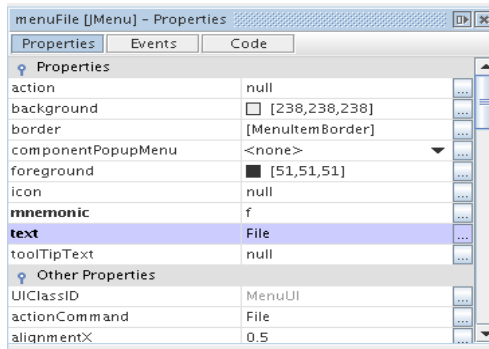 menuFile [JMenu] - Properties
Properties Events Code
Properties
action null
background [238,238,238]
border [MenuItemBorder]
componentPopupMenu <none>
foreground [51,51,51]
icon null
mnemonic f
text File
toolTipText null
Other Properties
UIClassID MenuUI
actionCommand File
alignmentX 0.5